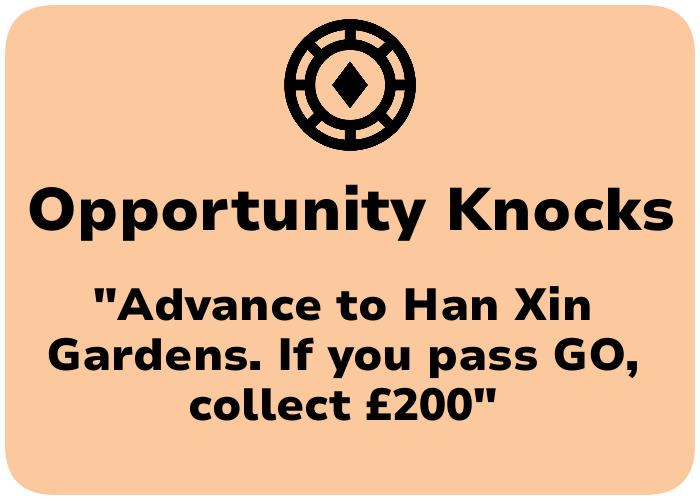 Opportunity Knocks
"Advance to Han Xin
Gardens. If you pass GO,
collect £200"